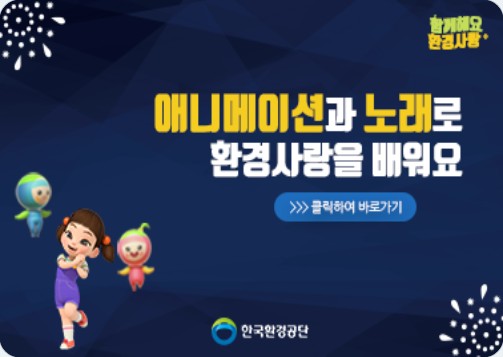 함께해요
환경사랑
애니메이션과 노래로
환경사랑을 배워요
>>> 클릭하여 바로가기
한국환경공단